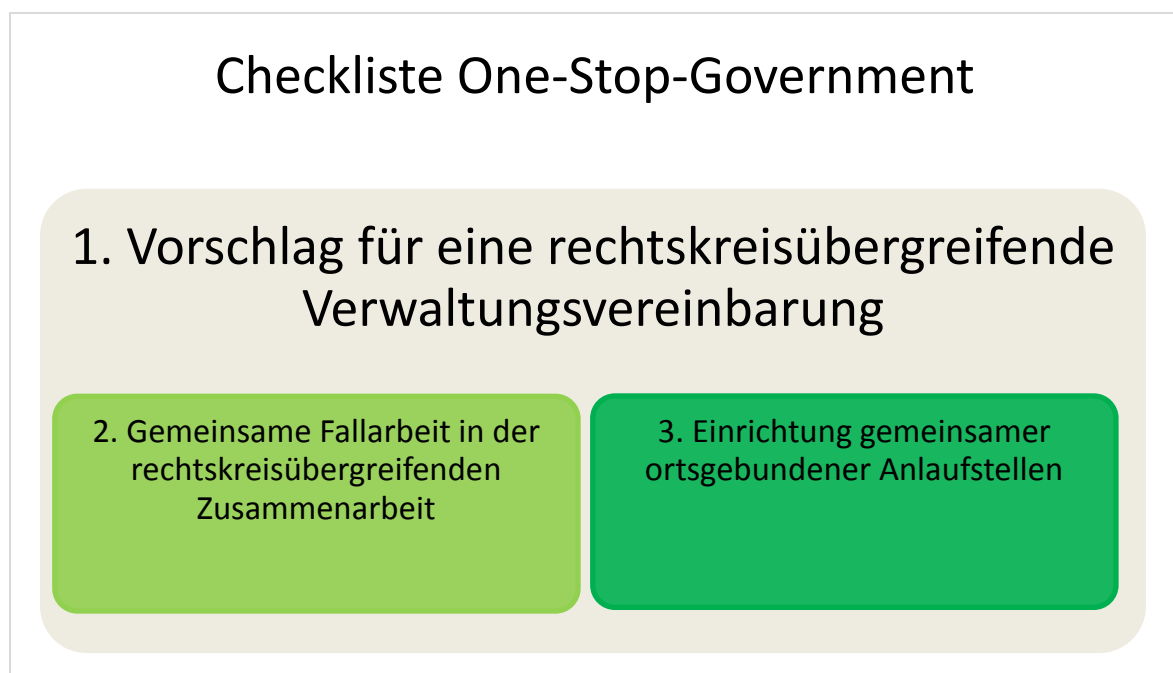 Checkliste One-Stop-Government
1. Vorschlag für eine rechtskreisübergreifende
Verwaltungsvereinbarung
2. Gemeinsame Fallarbeit in der
rechtskreisübergreifenden
Zusammenarbeit
3. Einrichtung gemeinsamer
ortsgebundener Anlaufstellen